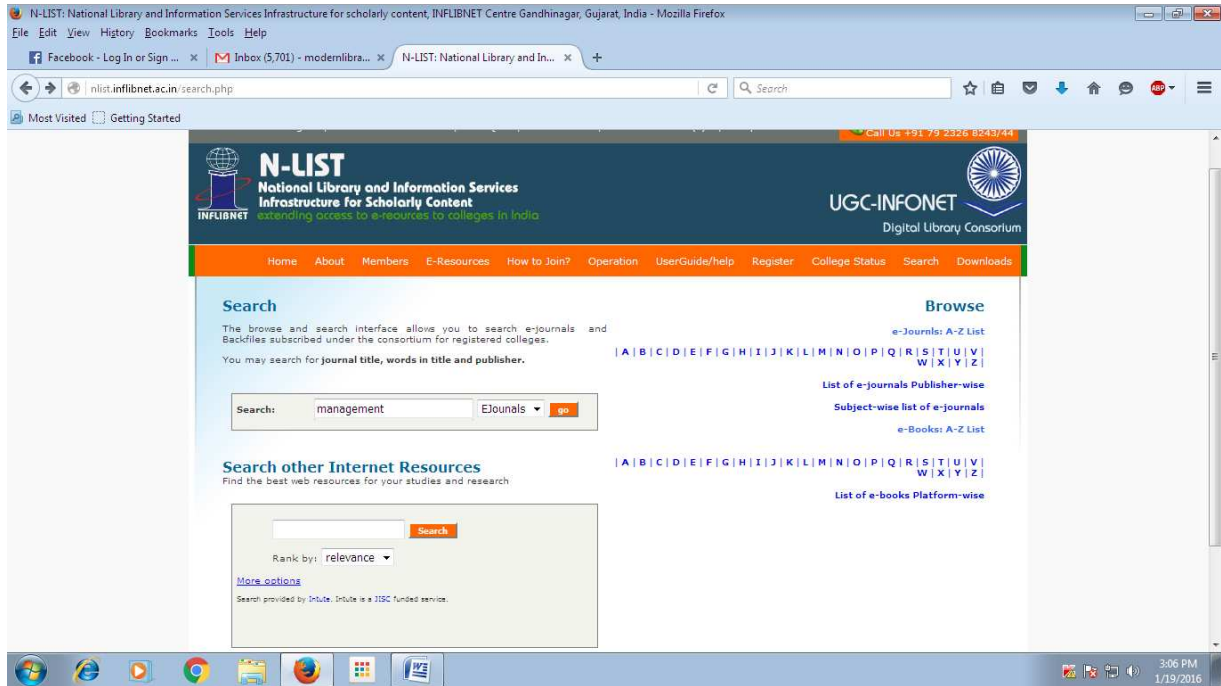 N-LIST: National Library and Information Services Infrastructure for scholarly content, INFLIBNET Centre Gandhinagar, Gujarat, India - Mozilla Firefox
File Edit View History Bookmarks Tools Help
Facebook - Log In or Sign ... × Inbox (5,701) - modernlibra... × N-LIST: National Library and In... × +
nlist.inflibnet.ac.in/search.php Search ABP
Most Visited Getting Started
Call Us +91 79 2326 8243/44
N-LIST
National Library and Information Services
Infrastructure for Scholarly Content
extending access to e-reources to colleges in India
INFLIBNET
UGC-INFONET
Digital Library Consortium
Home About Members E-Resources How to Join? Operation UserGuide/help Register College Status Search Downloads
Search
The browse and search interface allows you to search e-journals and
Backfiles subscribed under the consortium for registered colleges.
You may search for journal title, words in title and publisher.
Search: management EJounals go
Search other Internet Resources
Find the best web resources for your studies and research
Search
Rank by: relevance
More options
Search provided by Intute. Intute is a JISC funded service.
Browse
e-Journls: A-Z List
| A | B | C | D | E | F | G | H | I | J | K | L | M | N | O | P | Q | R | S | T | U | V |
W | X | Y | Z |
List of e-journals Publisher-wise
Subject-wise list of e-journals
e-Books: A-Z List
| A | B | C | D | E | F | G | H | I | J | K | L | M | N | O | P | Q | R | S | T | U | V |
W | X | Y | Z |
List of e-books Platform-wise
3:06 PM
1/19/2016